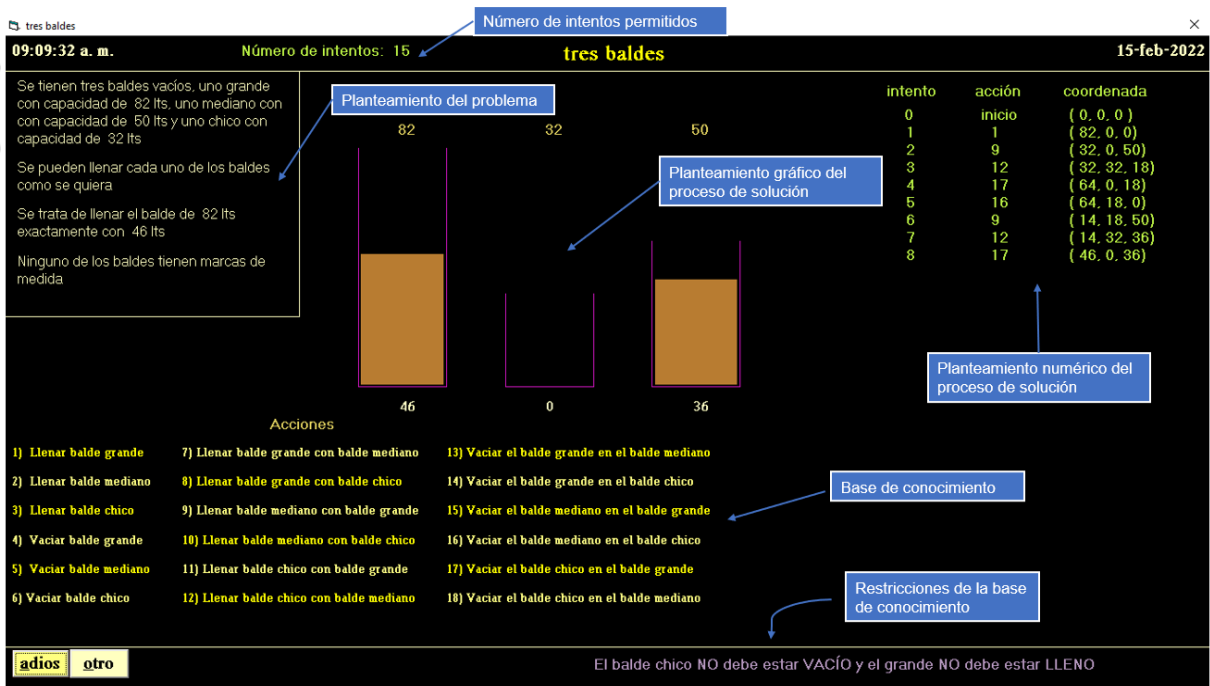 tres baldes
Número de intentos permitidos
09:09:32 a. m.
Número de intentos: 15
tres baldes
15-feb-2022
Se tienen tres baldes vacíos, uno grande
con capacidad de 82 lts, uno mediano con
con capacidad de 50 lts y uno chico con
capacidad de 32 lts
Se pueden llenar cada uno de los baldes
como se quiera
Se trata de llenar el balde de 82 lts
exactamente con 46 lts
Ninguno de los baldes tienen marcas de
medida
Planteamiento del problema
82 32 50
Planteamiento gráfico del
proceso de solución
46 0 36
intento acción coordenada
0 inicio ( 0, 0, 0 )
1 1 ( 82, 0, 0)
2 9 ( 32, 0, 50)
3 12 ( 32, 32, 18)
4 17 ( 64, 0, 18)
5 16 ( 64, 18, 0)
6 9 ( 14, 18, 50)
7 12 ( 14, 32, 36)
8 17 ( 46, 0, 36)
Planteamiento numérico del
proceso de solución
Acciones
1) Llenar balde grande
2) Llenar balde mediano
3) Llenar balde chico
4) Vaciar balde grande
5) Vaciar balde mediano
6) Vaciar balde chico
7) Llenar balde grande con balde mediano
8) Llenar balde grande con balde chico
9) Llenar balde mediano con balde grande
10) Llenar balde mediano con balde chico
11) Llenar balde chico con balde grande
12) Llenar balde chico con balde mediano
13) Vaciar el balde grande en el balde mediano
14) Vaciar el balde grande en el balde chico
15) Vaciar el balde mediano en el balde grande
16) Vaciar el balde mediano en el balde chico
17) Vaciar el balde chico en el balde grande
18) Vaciar el balde chico en el balde mediano
Base de conocimiento
Restricciones de la base
de conocimiento
adios otro
El balde chico NO debe estar VACÍO y el grande NO debe estar LLENO